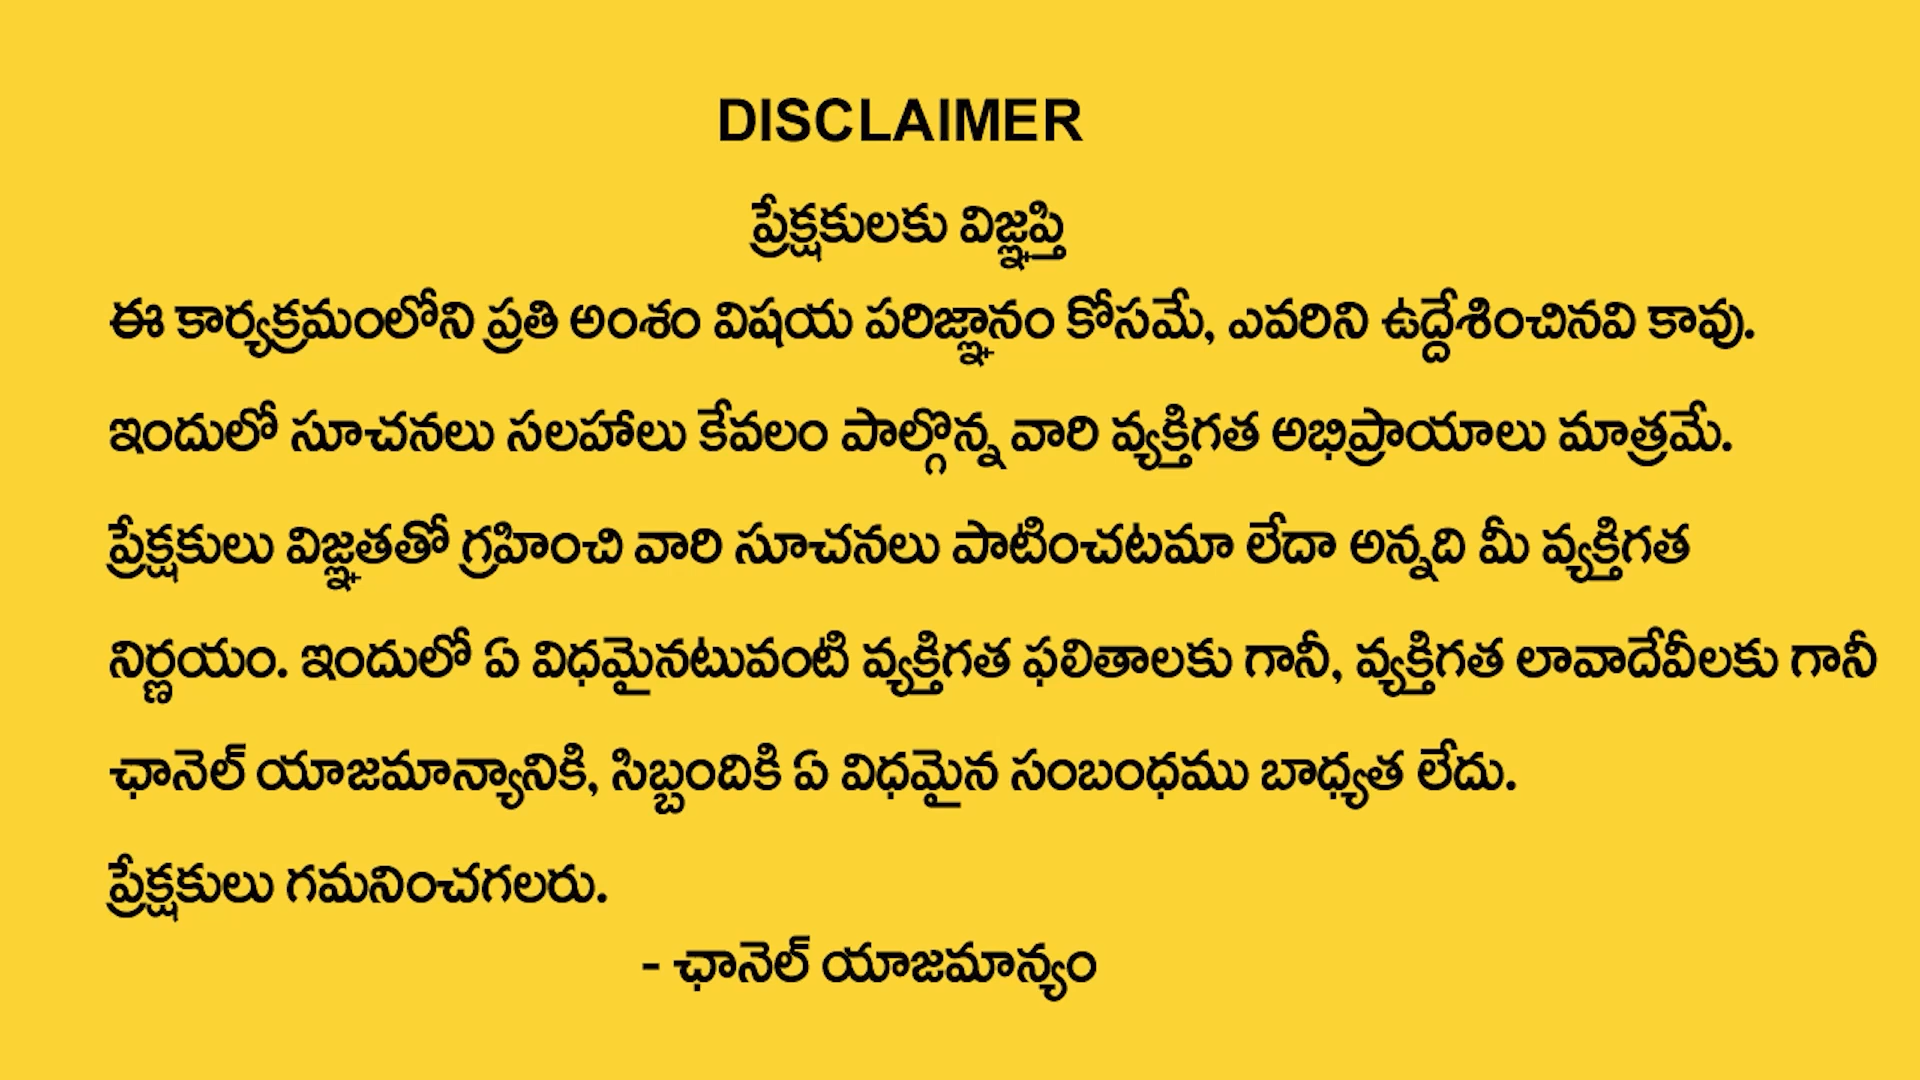 DISCLAIMER
ప్రేక్షకులకు విజ్ఞప్తి
ఈ కార్యక్రమంలోని ప్రతి అంశం విషయ పరిజ్ఞానం కోసమే, ఎవరిని ఉద్దేశించినవి కావు.
ఇందులో సూచనలు సలహాలు కేవలం పాల్గొన్న వారి వ్యక్తిగత అభిప్రాయాలు మాత్రమే.
ప్రేక్షకులు విజ్ఞతతో గ్రహించి వారి సూచనలు పాటించటమా లేదా అన్నది మీ వ్యక్తిగత
నిర్ణయం. ఇందులో ఏ విధమైనటువంటి వ్యక్తిగత ఫలితాలకు గానీ, వ్యక్తిగత లావాదేవీలకు గానీ
ఛానెల్ యాజమాన్యానికి, సిబ్బందికి ఏ విధమైన సంబంధము బాధ్యత లేదు.
ప్రేక్షకులు గమనించగలరు.
- ఛానెల్ యాజమాన్యం